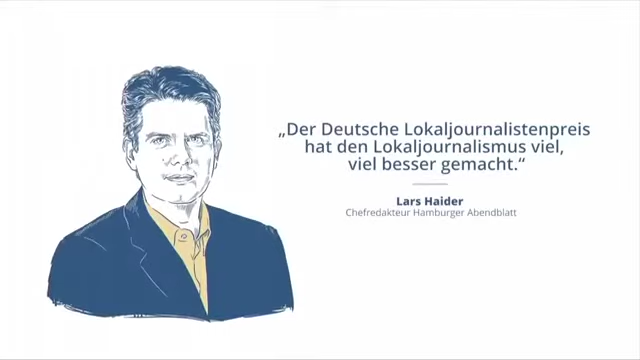 „Der Deutsche Lokaljournalistenpreis
hat den Lokaljournalismus viel,
viel besser gemacht.“
Lars Haider
Chefredakteur Hamburger Abendblatt